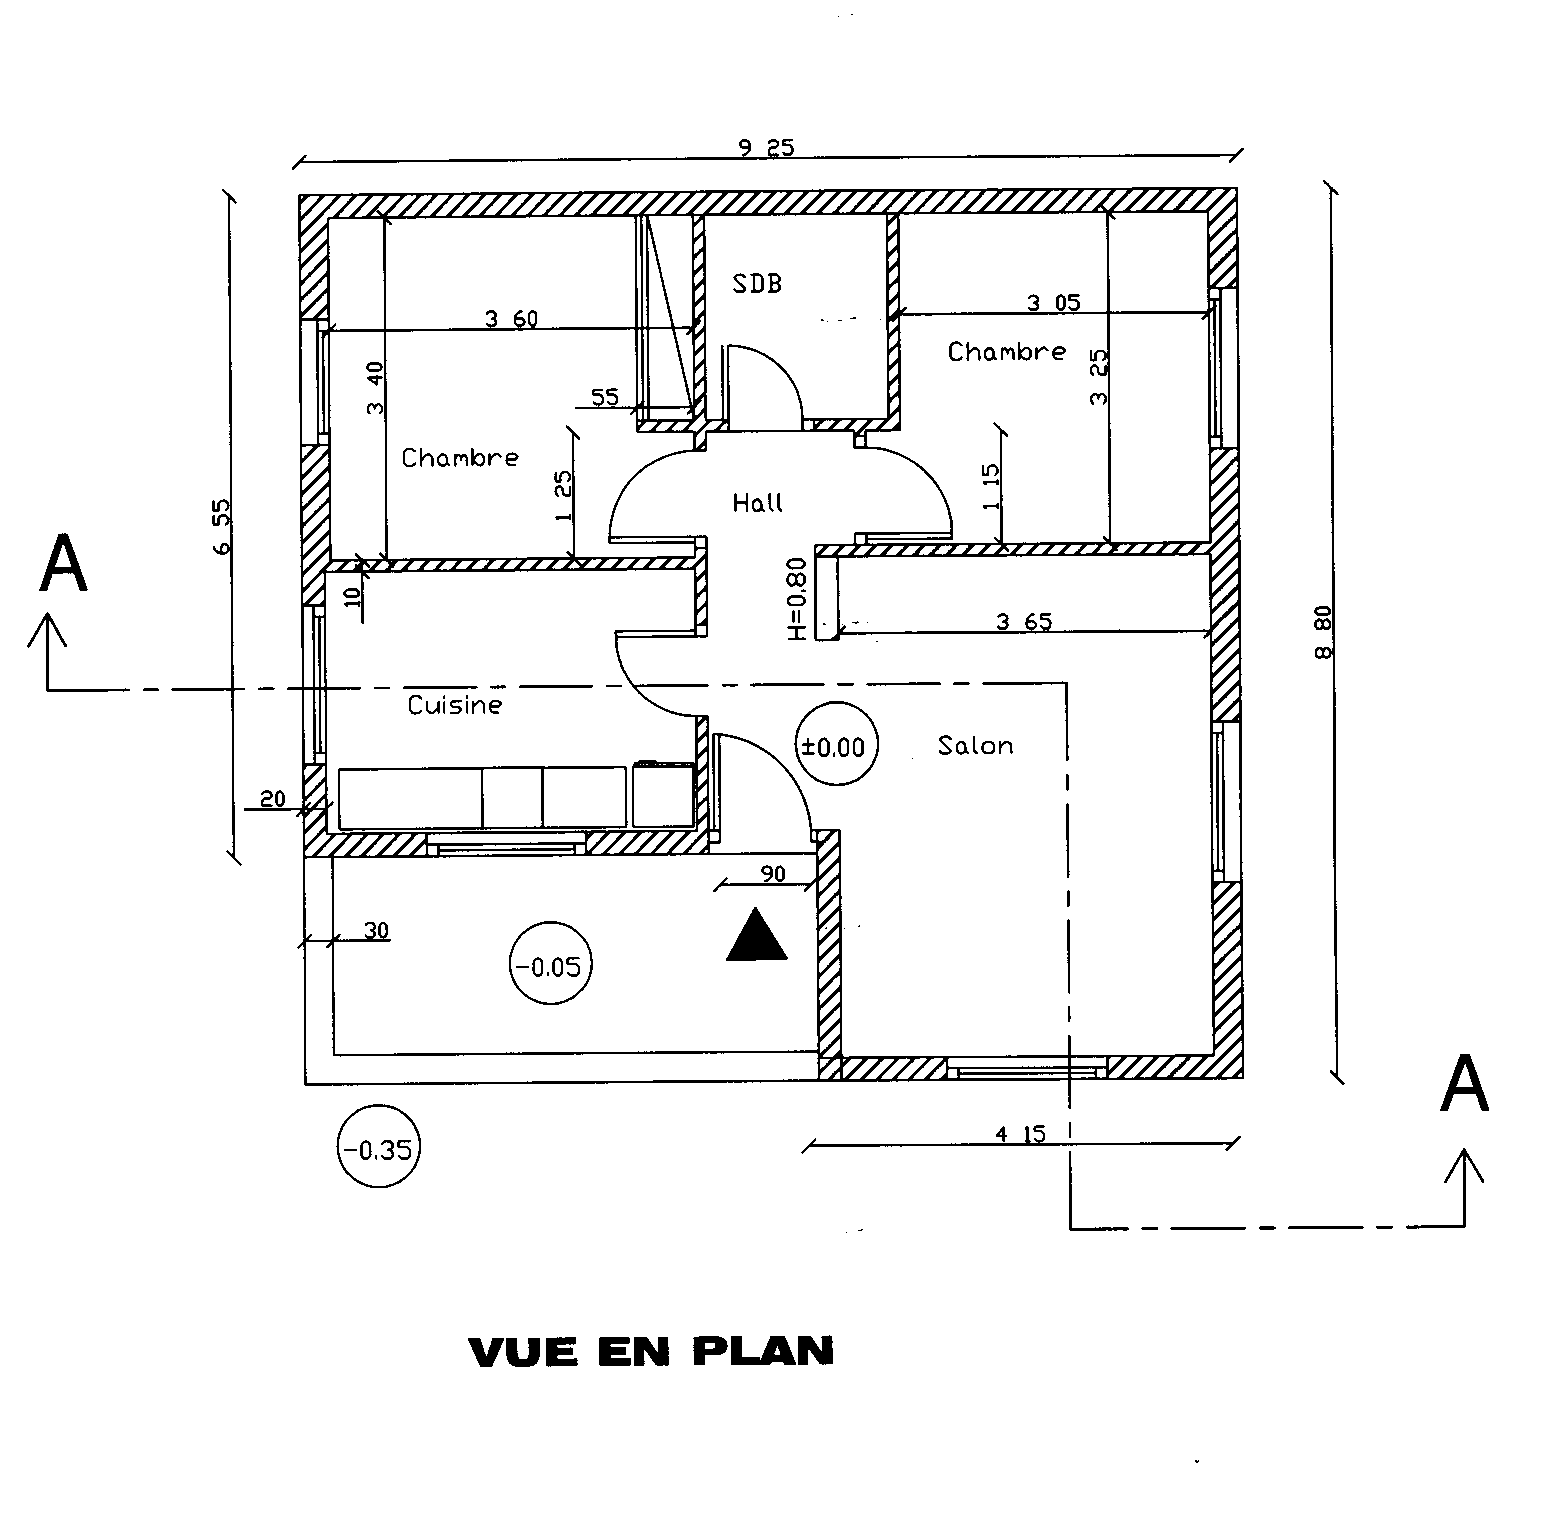 9 25
SDB
3 05
3 60
Chambre
3 40
3 25
55
Chambre
1 25
1 15
Hall
6 55
A
10
H=0.80
3 65
8 80
Cuisine
±0.00
Salon
20
90
30
-0.05
A
4 15
-0.35
VUE EN PLAN